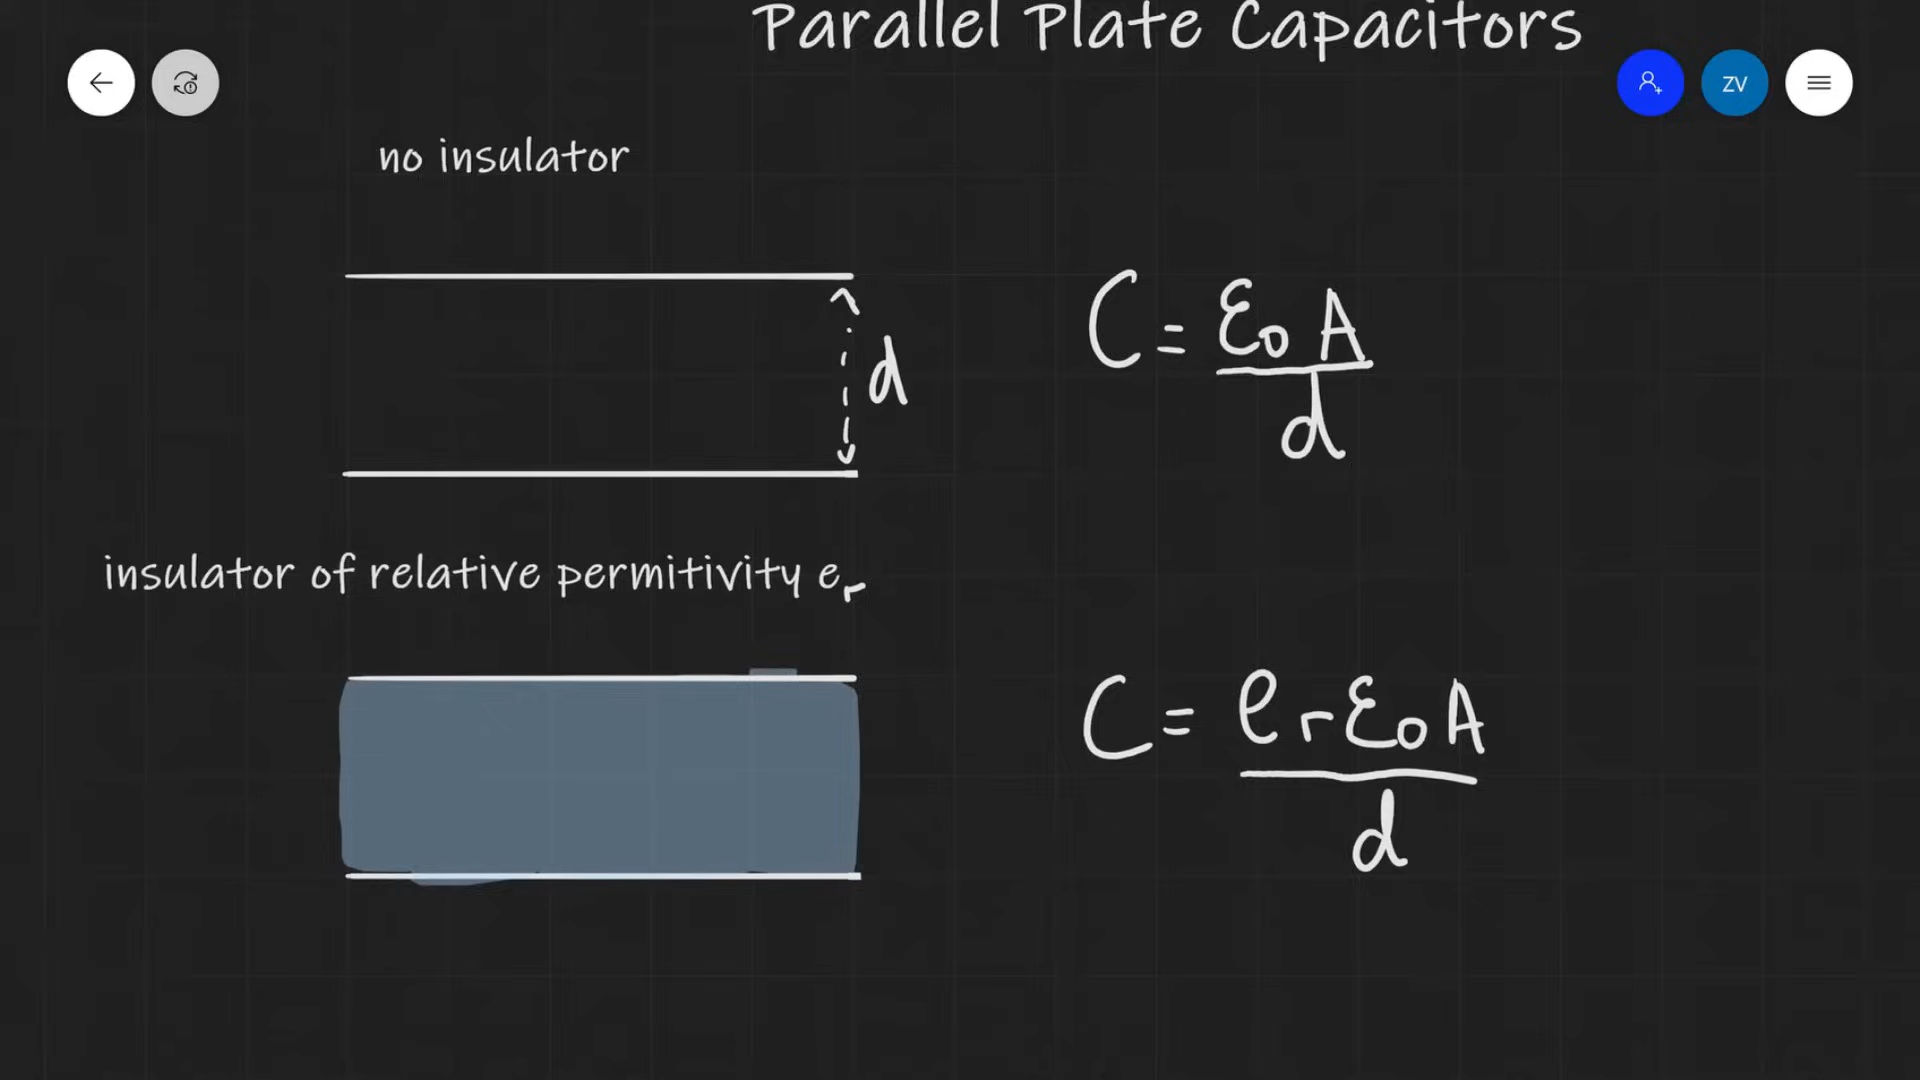 Parallel Plate Capacitors
ZV
no insulator
d
C = ε₀ A / d
insulator of relative permitivity eᵣ
C = eᵣ ε₀ A / d